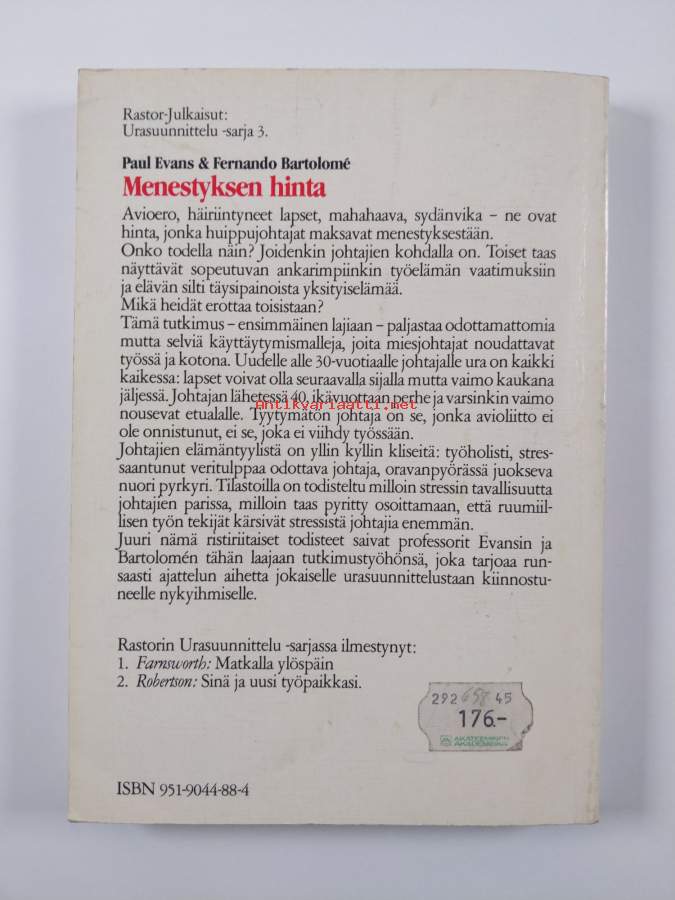 Rastor-Julkaisut:
Urasuunnittelu -sarja 3.
Paul Evans & Fernando Bartolomé
Menestyksen hinta
Avioero, häiriintyneet lapset, mahahaava, sydänvika – ne ovat
hinta, jonka huippujohtajat maksavat menestyksestään.
Onko todella näin? Joidenkin johtajien kohdalla on. Toiset taas
näyttävät sopeutuvan ankarimpiinkin työelämän vaatimuksiin
ja elävän silti täysipainoista yksityiselämää.
Mikä heidät erottaa toisistaan?
Tämä tutkimus – ensimmäinen lajiaan – paljastaa odottamattomia
mutta selviä käyttäytymismalleja, joita miesjohtajat noudattavat
työssä ja kotona. Uudelle alle 30-vuotiaalle johtajalle ura on kaikki
kaikessa: lapset voivat olla seuraavalla sijalla mutta vaimo kaukana
jäljessä. Johtajan lähetessä 40. ikävuottaan perhe ja varsinkin vaimo
antikvariaatti.net
nousevat etualalle. Tyytymätön johtaja on se, jonka avioliitto ei
ole onnistunut, ei se, joka ei viihdy työssään.
Johtajien elämäntyylistä on yllin kyllin kliseitä: työholisti, stres-
saantunut veritulppaa odottava johtaja, oravanpyörässä juokseva
nuori pyrkyri. Tilastoilla on todisteltu milloin stressin tavallisuutta
johtajien parissa, milloin taas pyritty osoittamaan, että ruumiil-
lisen työn tekijät kärsivät stressistä johtajia enemmän.
Juuri nämä ristiriitaiset todisteet saivat professorit Evansin ja
Bartolomén tähän laajaan tutkimustyöhönsä, joka tarjoaa run-
saasti ajattelun aihetta jokaiselle urasuunnittelustaan kiinnostu-
neelle nykyihmiselle.
Rastorin Urasuunnittelu -sarjassa ilmestynyt:
1. Farnsworth: Matkalla ylöspäin
2. Robertson: Sinä ja uusi työpaikkasi.
292 658 45
176.-
AKATEEMINEN
AKADEMISKA
ISBN 951-9044-88-4